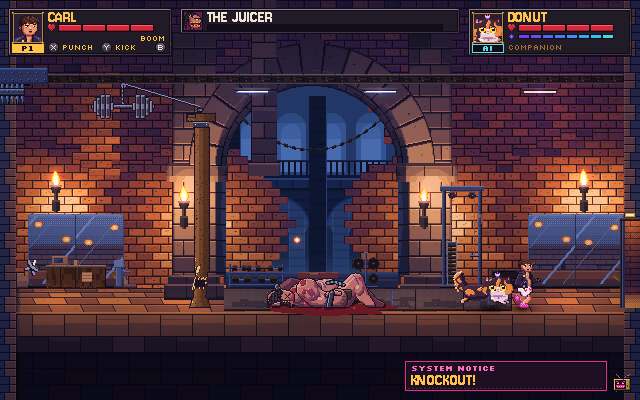 CARL
BOOM
P1 X PUNCH Y KICK B
THE JUICER
DONUT
AI COMPANION
SYSTEM NOTICE
KNOCKOUT!